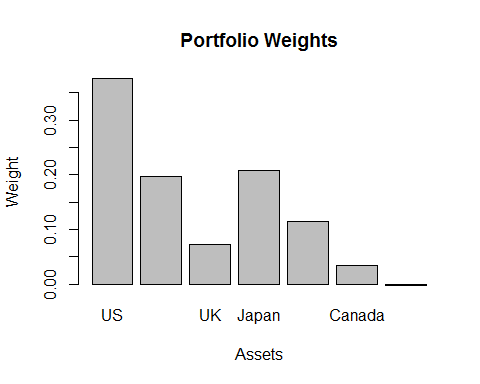 Portfolio Weights
Weight
0.30
0.20
0.10
0.00
US UK Japan Canada
Assets